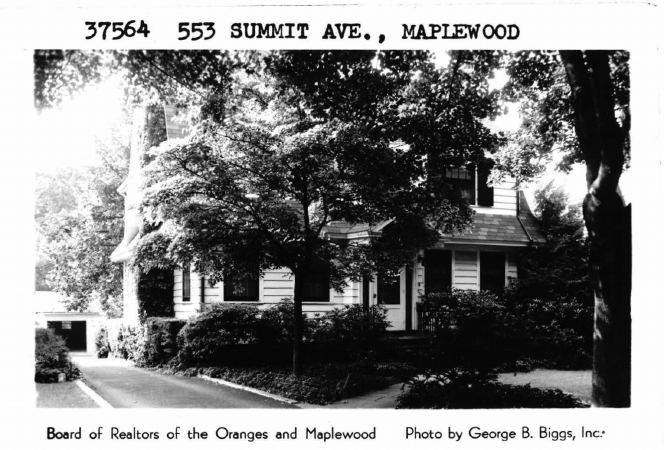 37564 553 SUMMIT AVE., MAPLEWOOD
Board of Realtors of the Oranges and Maplewood Photo by George B. Biggs, Inc.